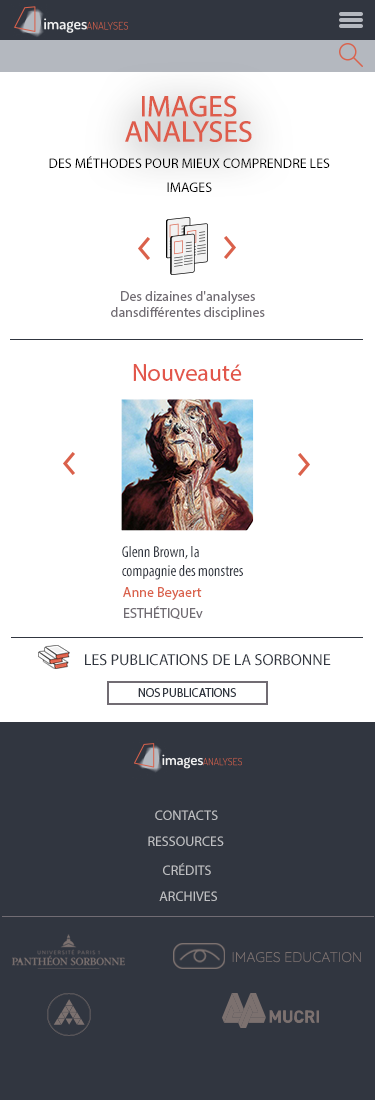 imagesANALYSES
IMAGES
ANALYSES
DES MÉTHODES POUR MIEUX COMPRENDRE LES
IMAGES
Des dizaines d'analyses
dansdifférentes disciplines
Nouveauté
Glenn Brown, la
compagnie des monstres
Anne Beyaert
ESTHÉTIQUEv
LES PUBLICATIONS DE LA SORBONNE
NOS PUBLICATIONS
imagesANALYSES
CONTACTS
RESSOURCES
CRÉDITS
ARCHIVES
UNIVERSITÉ PARIS 1
PANTHÉON SORBONNE
IMAGES EDUCATION
MUCRI